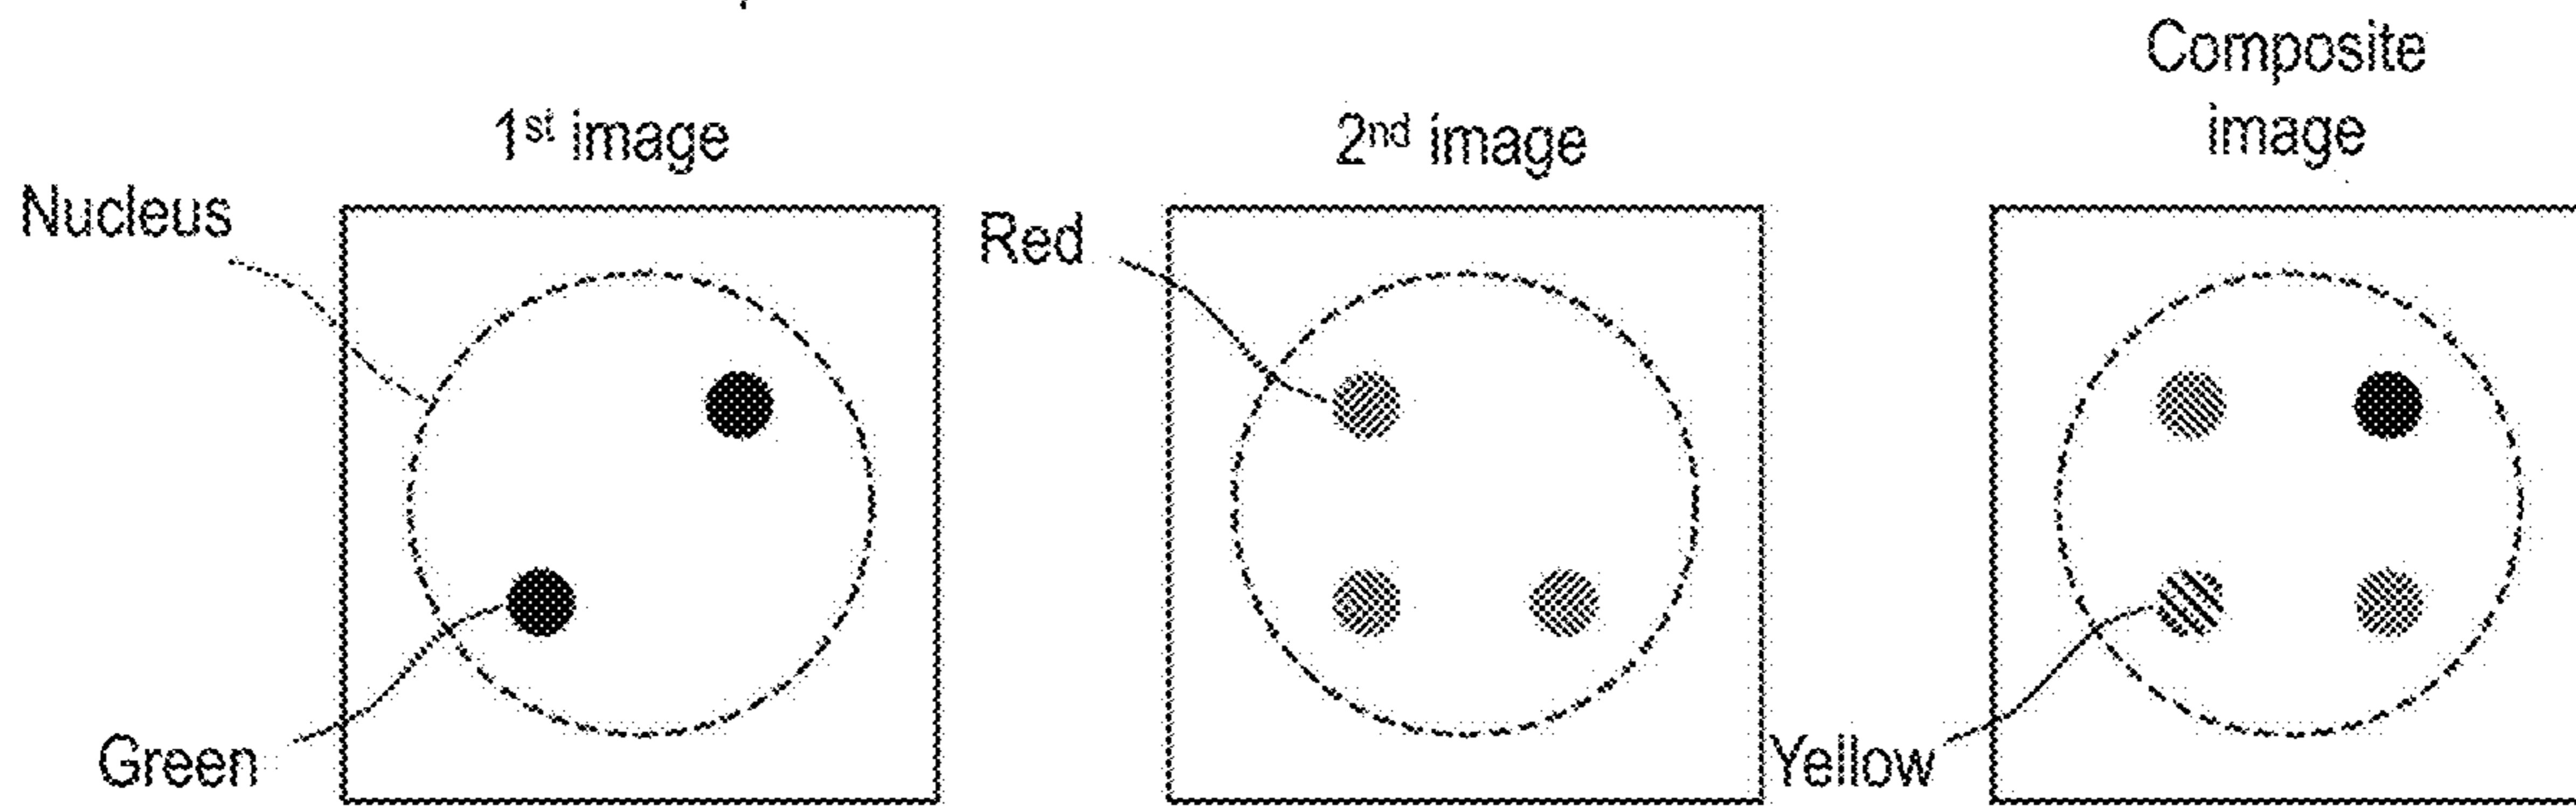 1st image
2nd image
Composite
image
Nucleus
Red
Green
Yellow